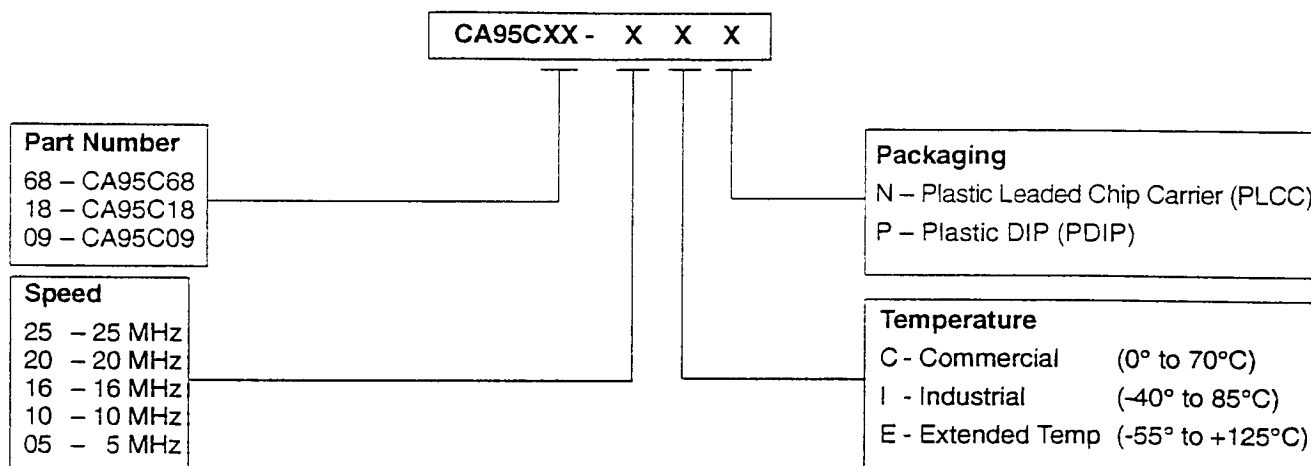 CA95CXX - X X X
Part Number
68 – CA95C68
18 – CA95C18
09 – CA95C09
Speed
25 – 25 MHz
20 – 20 MHz
16 – 16 MHz
10 – 10 MHz
05 – 5 MHz
Packaging
N – Plastic Leaded Chip Carrier (PLCC)
P – Plastic DIP (PDIP)
Temperature
C - Commercial (0° to 70°C)
I - Industrial (-40° to 85°C)
E - Extended Temp (-55° to +125°C)